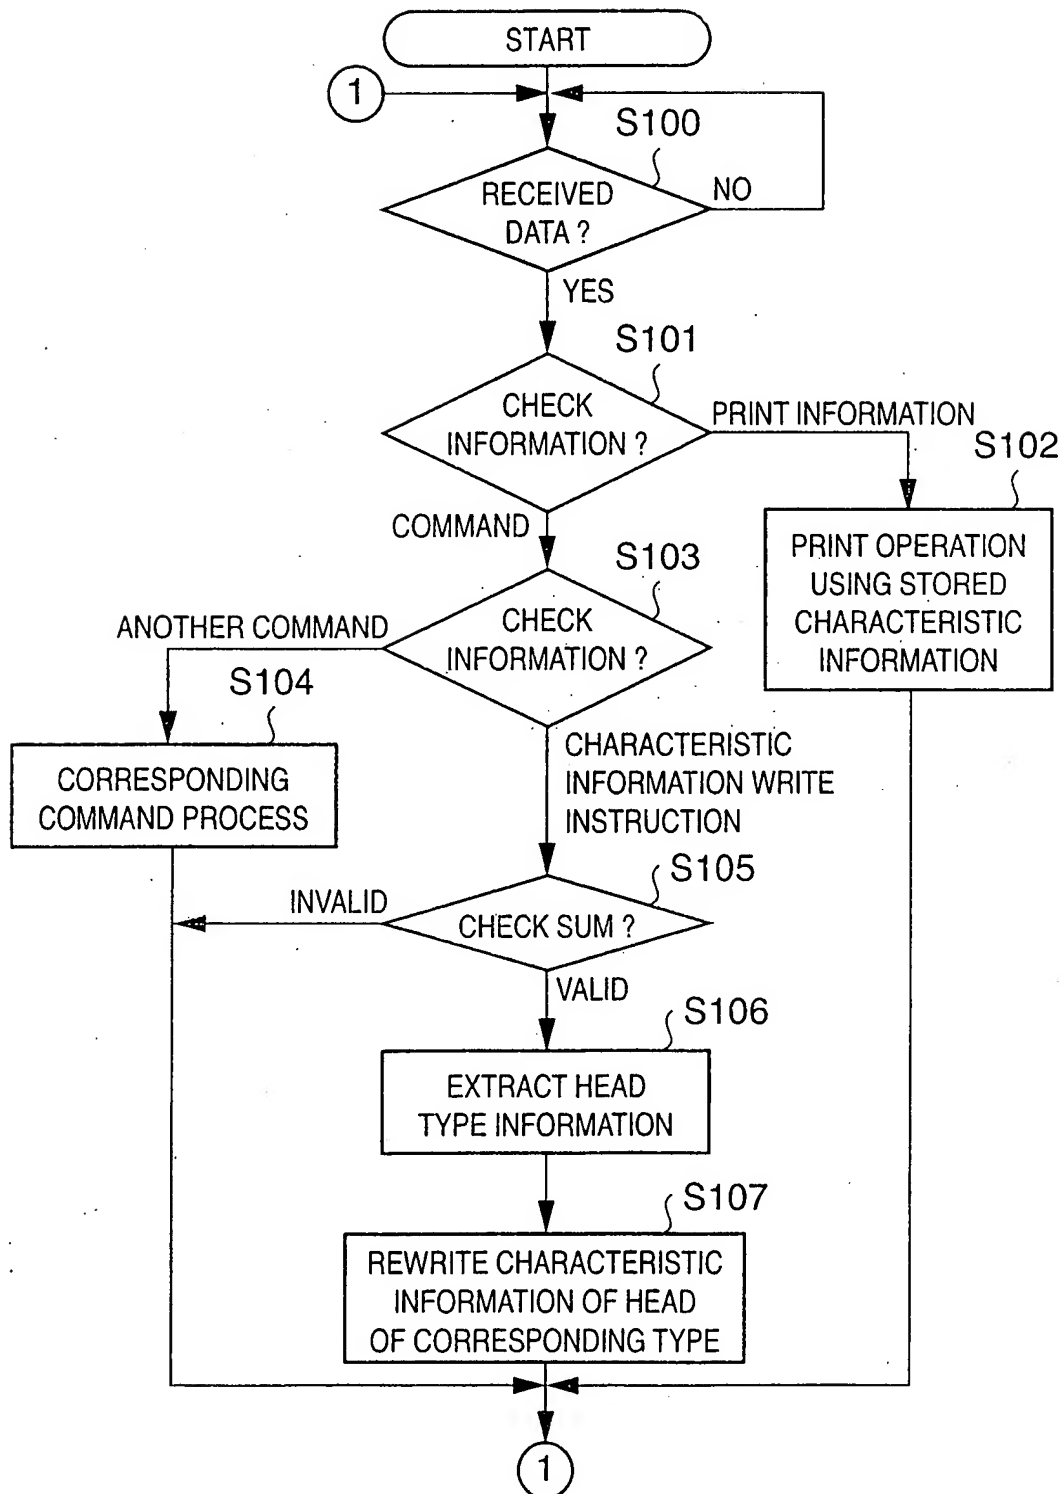 START
1
S100
RECEIVED
DATA ?
NO
YES
S101
CHECK
INFORMATION ?
PRINT INFORMATION
S102
PRINT OPERATION
USING STORED
CHARACTERISTIC
INFORMATION
COMMAND
S103
CHECK
INFORMATION ?
ANOTHER COMMAND
S104
CORRESPONDING
COMMAND PROCESS
CHARACTERISTIC
INFORMATION WRITE
INSTRUCTION
S105
INVALID
CHECK SUM ?
VALID
S106
EXTRACT HEAD
TYPE INFORMATION
S107
REWRITE CHARACTERISTIC
INFORMATION OF HEAD
OF CORRESPONDING TYPE
1